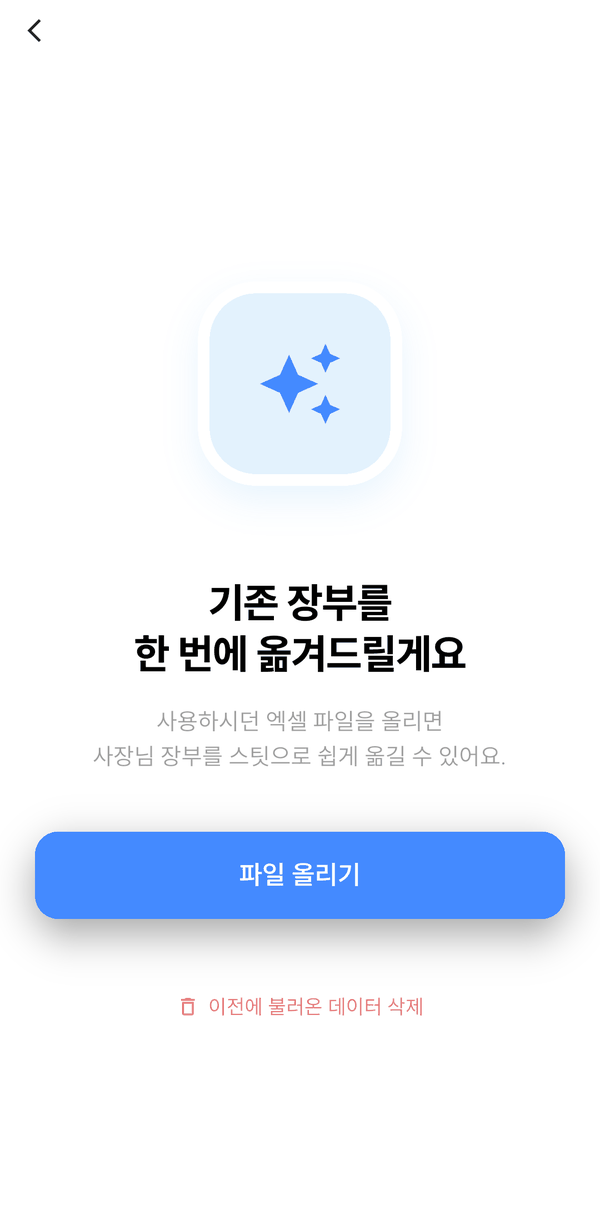 기존 장부를
한 번에 옮겨드릴게요
사용하시던 엑셀 파일을 올리면
사장님 장부를 스팃으로 쉽게 옮길 수 있어요.
파일 올리기
이전에 불러온 데이터 삭제